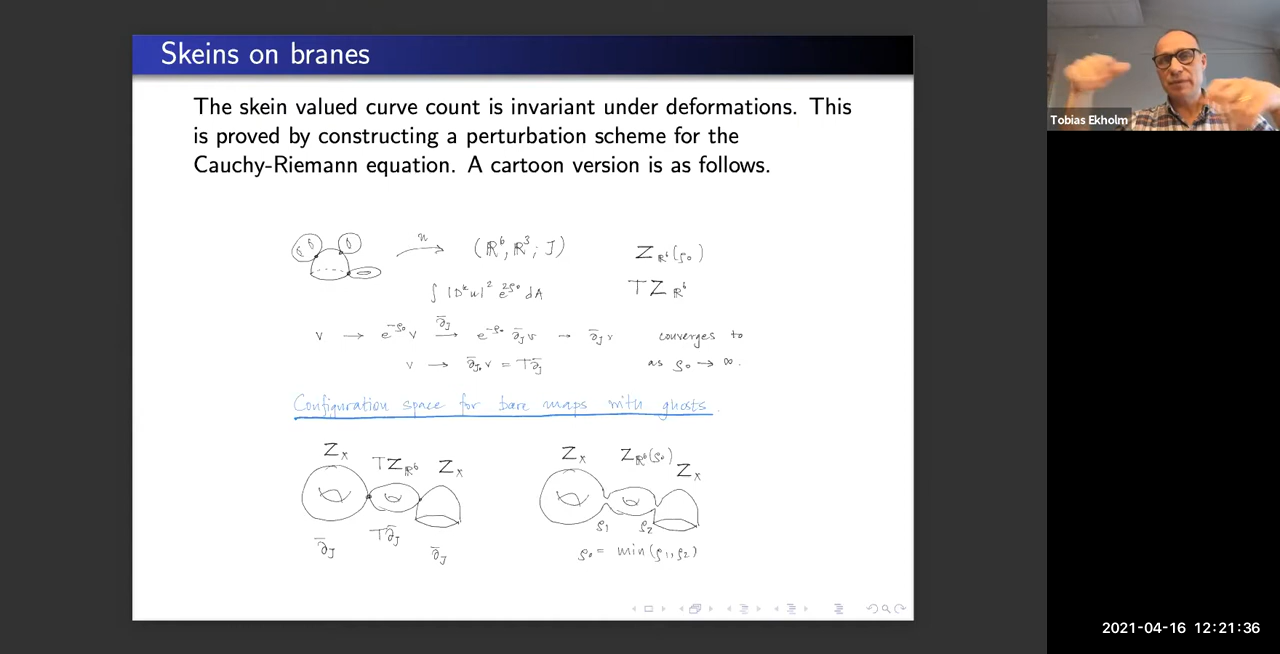 Skeins on branes
The skein valued curve count is invariant under deformations. This
is proved by constructing a perturbation scheme for the
Cauchy-Riemann equation. A cartoon version is as follows.
u
(ℝ⁶, ℝ³; J)
Z_ℝ⁶(ρ₀)
∫ |Dᵏu|² e^{2ρ₀} dA
TZ_ℝ⁶
v → e^{-ρ₀} v →^{∂̄_J} e^{-ρ₀} ∂̄_J v → ∂̄_J v converges to
v → ∂̄_{J₀} v = T∂̄_J as ρ₀ → ∞.
Configuration space for bare maps with ghosts
Z_X TZ_ℝ⁶ Z_X
Z_X Z_ℝ⁶(ρ₀) Z_X
∂̄_J T∂̄_J ∂̄_J
ρ₁ ρ₂
ρ₀ = min(ρ₁, ρ₂)
Tobias Ekholm
2021-04-16 12:21:36